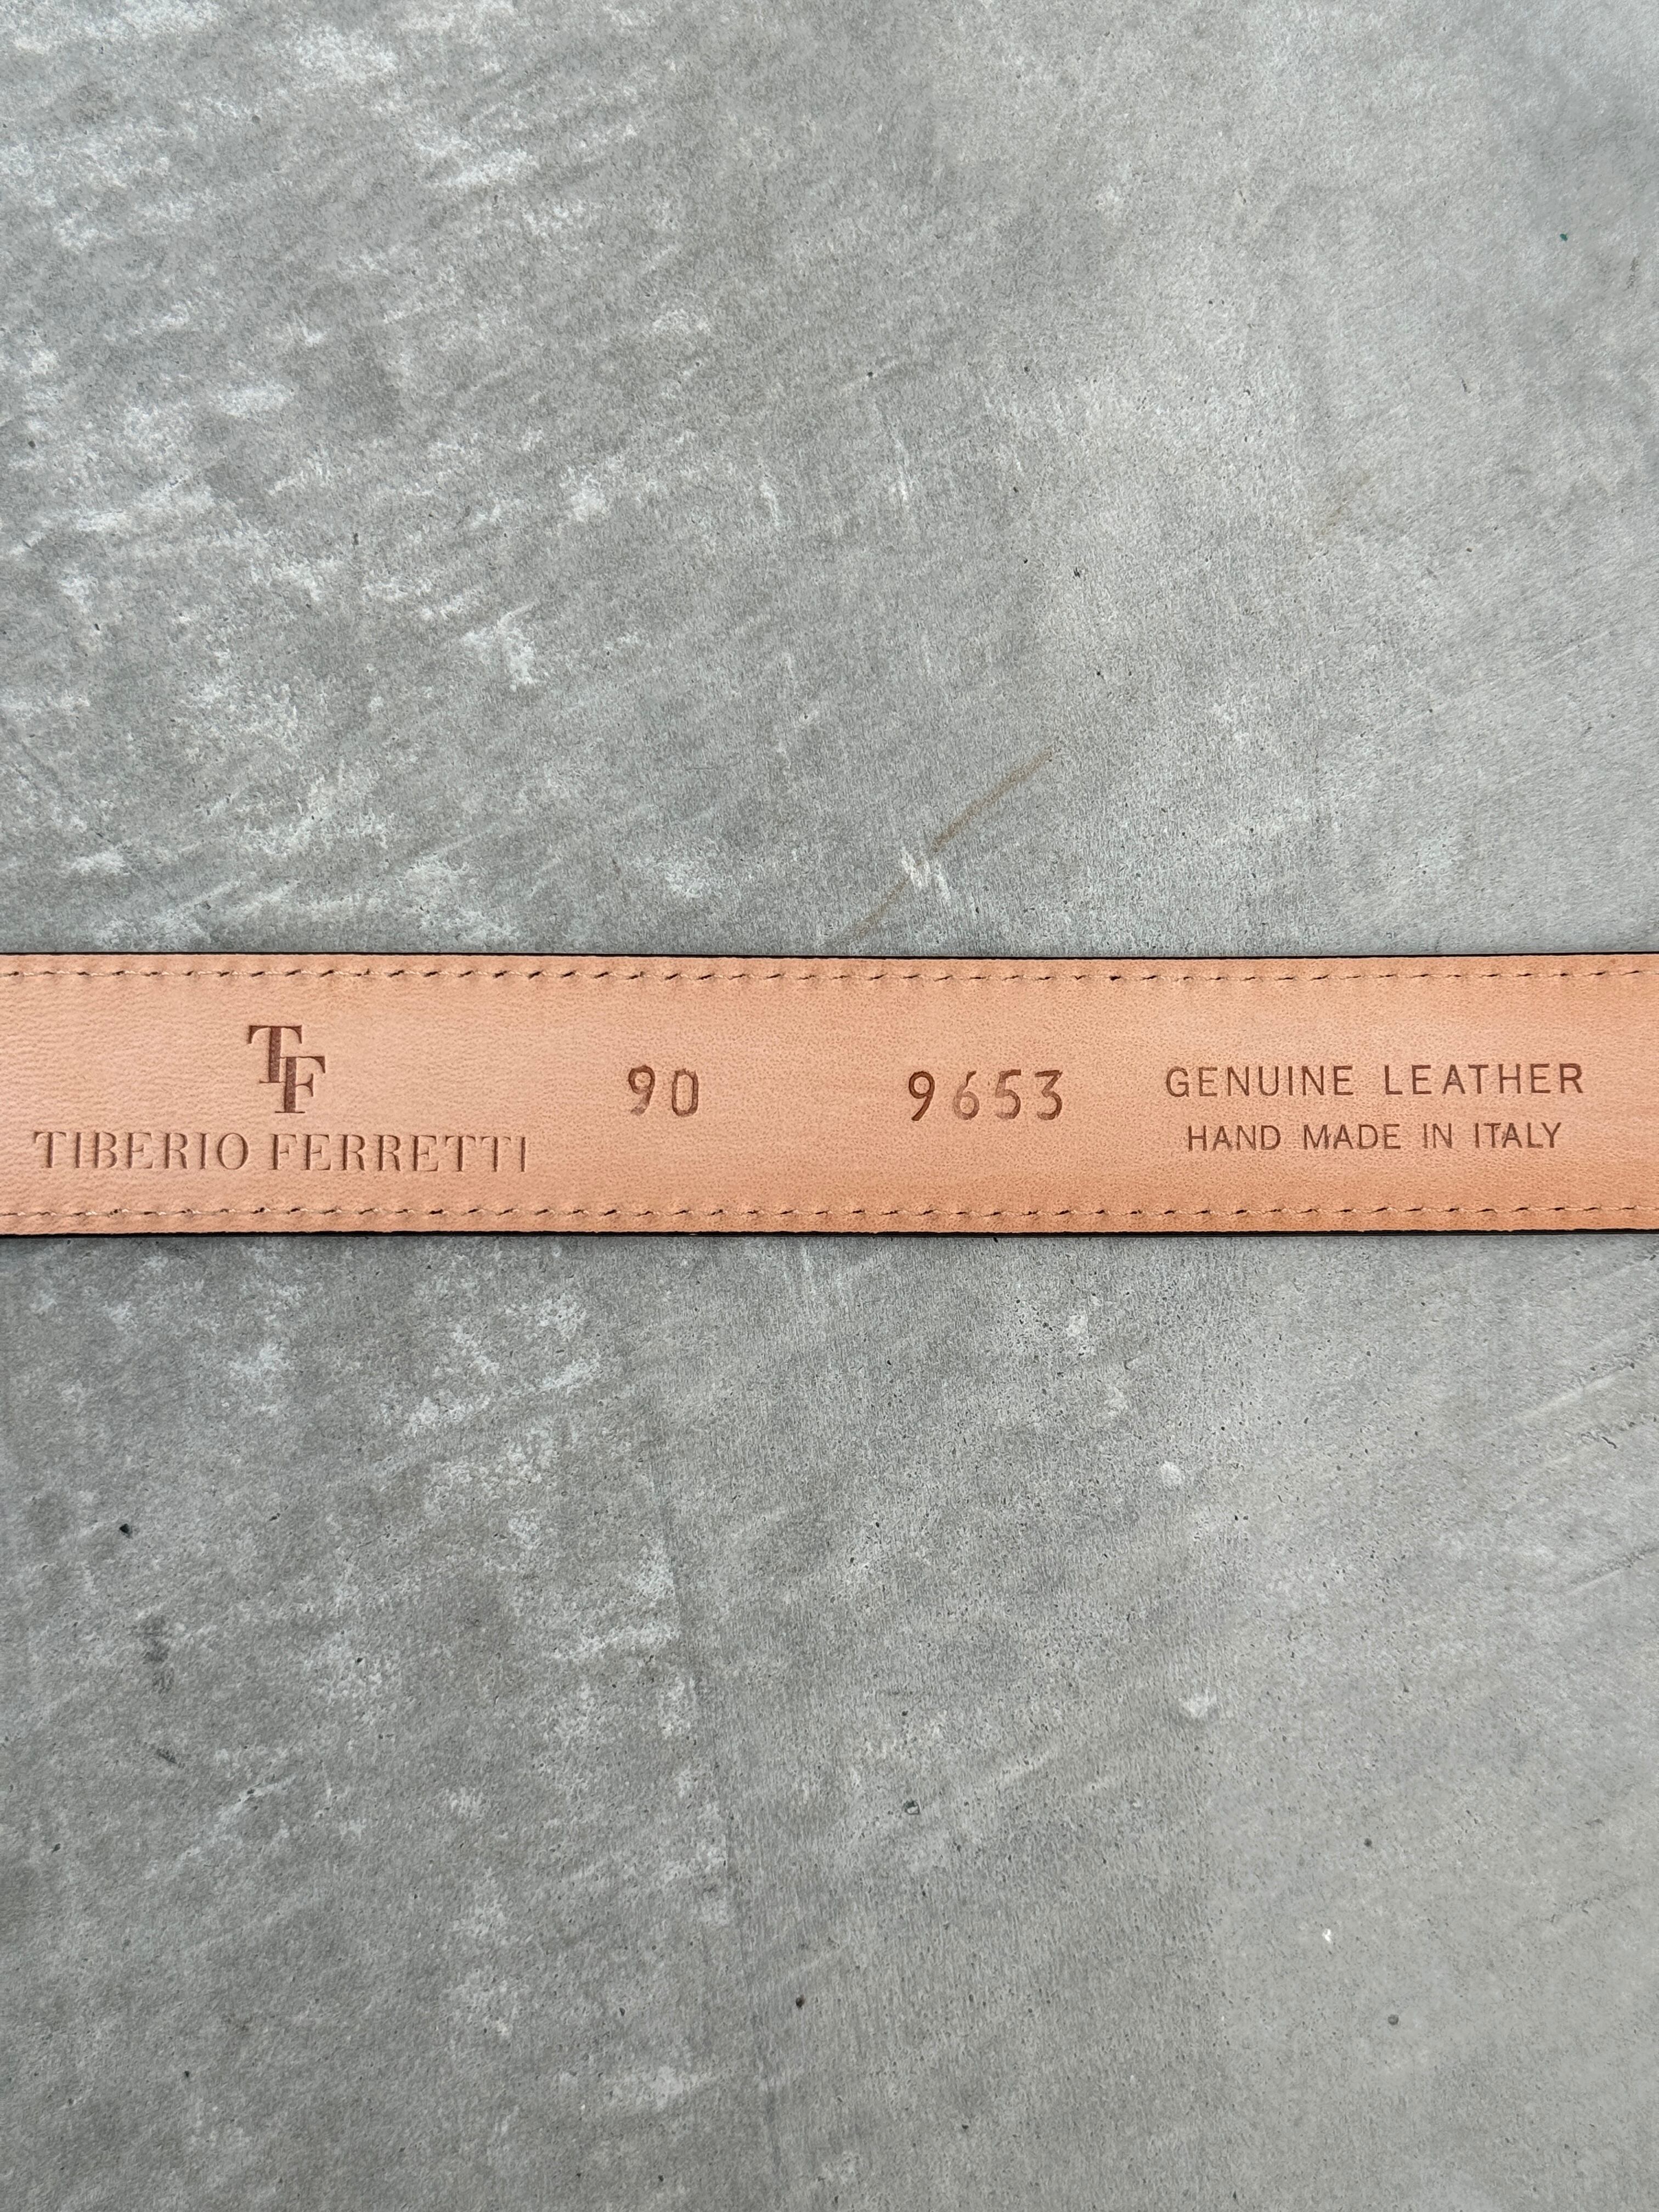 TF
TIBERIO FERRETTI
90
9653
GENUINE LEATHER
HAND MADE IN ITALY